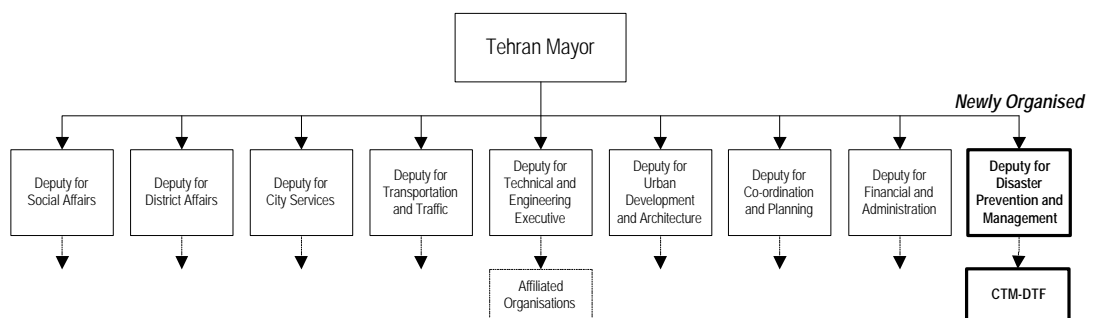 Tehran Mayor
Newly Organised
Deputy for
Social Affairs
Deputy for
District Affairs
Deputy for
City Services
Deputy for
Transportation
and Traffic
Deputy for
Technical and
Engineering
Executive
Deputy for
Urban
Development
and Architecture
Deputy for
Co-ordination
and Planning
Deputy for
Financial and
Administration
Deputy for
Disaster
Prevention and
Management
Affiliated
Organisations
CTM-DTF